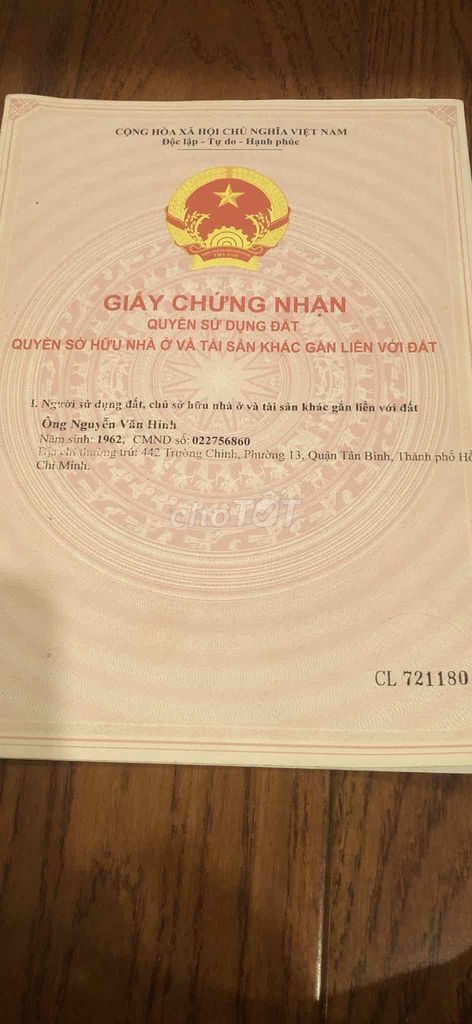 CỘNG HÒA XÃ HỘI CHỦ NGHĨA VIỆT NAM
Độc lập - Tự do - Hạnh phúc
VIỆT NAM
GIẤY CHỨNG NHẬN
QUYỀN SỬ DỤNG ĐẤT
QUYỀN SỞ HỮU NHÀ Ở VÀ TÀI SẢN KHÁC GẮN LIỀN VỚI ĐẤT
I. Người sử dụng đất, chủ sở hữu nhà ở và tài sản khác gắn liền với đất
Ông Nguyễn Văn Hinh
Năm sinh: 1962, CMND số: 022756860
Địa chỉ thường trú: 442 Trường Chinh, Phường 13, Quận Tân Bình, Thành phố Hồ
Chí Minh.
chợTỐT
CL 721180